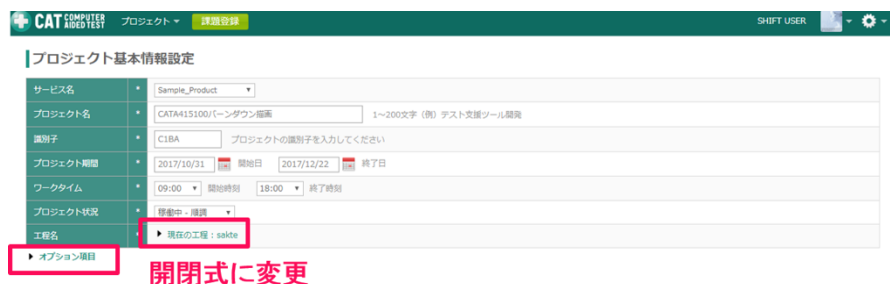 CAT COMPUTER AIDED TEST プロジェクト 課題登録 SHIFT USER
プロジェクト基本情報設定
サービス名 * Sample_Product
プロジェクト名 * CATA415100バーンダウン描画 1～200文字（例）テスト支援ツール開発
識別子 * C1BA プロジェクトの識別子を入力してください
プロジェクト期間 * 2017/10/31 開始日 2017/12/22 終了日
ワークタイム * 09:00 開始時刻 18:00 終了時刻
プロジェクト状況 * 稼働中 - 順調
工程名 * 現在の工程：sakte
オプション項目
開閉式に変更